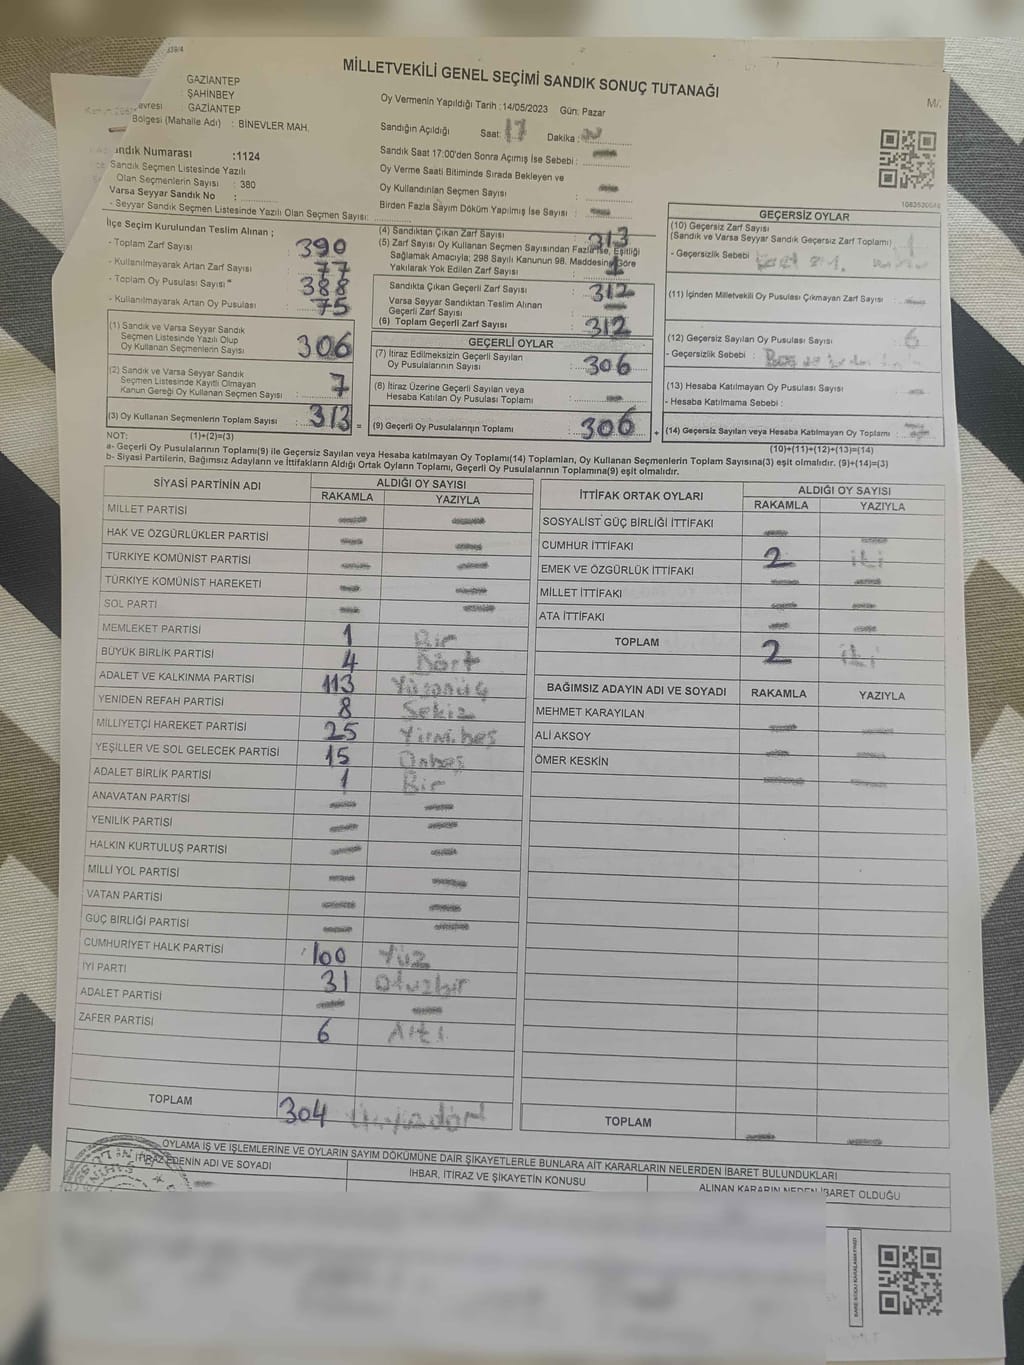 339/4
MİLLETVEKİLİ GENEL SEÇİMİ SANDIK SONUÇ TUTANAĞI
GAZİANTEP
: ŞAHİNBEY
evresi : GAZİANTEP
Bölgesi (Mahalle Adı) : BİNEVLER MAH.
Oy Vermenin Yapıldığı Tarih :14/05/2023 Gün: Pazar
M/.
Sandığın Açıldığı Saat: 17 Dakika :
Sandık Saat 17:00'den Sonra Açılmış İse Sebebi :
Oy Verme Saati Bitiminde Sırada Bekleyen ve
Oy Kullandırılan Seçmen Sayısı :
Birden Fazla Sayım Döküm Yapılmış İse Sayısı :
andık Numarası :1124
Sandık Seçmen Listesinde Yazılı
Olan Seçmenlerin Sayısı : 380
Varsa Seyyar Sandık No :
- Seyyar Sandık Seçmen Listesinde Yazılı Olan Seçmen Sayısı:
İlçe Seçim Kurulundan Teslim Alınan ;
- Toplam Zarf Sayısı : 390
- Kullanılmayarak Artan Zarf Sayısı : 77
- Toplam Oy Pusulası Sayısı : 388
- Kullanılmayarak Artan Oy Pusulası : 75
(1) Sandık ve Varsa Seyyar Sandık
Seçmen Listesinde Yazılı Olup
Oy Kullanan Seçmenlerin Sayısı : 306
(2) Sandık ve Varsa Seyyar Sandık
Seçmen Listesinde Kayıtlı Olmayan
Kanun Gereği Oy Kullanan Seçmen Sayısı : 7
(3) Oy Kullanan Seçmenlerin Toplam Sayısı : 313 =
(4) Sandıktan Çıkan Zarf Sayısı : 313
(5) Zarf Sayısı Oy Kullanan Seçmen Sayısından Fazla İse, Eşitliği
Sağlamak Amacıyla; 298 Sayılı Kanunun 98. Maddesine Göre
Yakılarak Yok Edilen Zarf Sayısı : 1
Sandıkta Çıkan Geçerli Zarf Sayısı : 312
Varsa Seyyar Sandıktan Teslim Alınan
Geçerli Zarf Sayısı :
(6) Toplam Geçerli Zarf Sayısı : 312
GEÇERLİ OYLAR
(7) İtiraz Edilmeksizin Geçerli Sayılan
Oy Pusulalarının Sayısı : 306
(8) İtiraz Üzerine Geçerli Sayılan veya
Hesaba Katılan Oy Pusulası Toplamı :
(9) Geçerli Oy Pusulalarının Toplamı : 306 +
GEÇERSİZ OYLAR
(10) Geçersiz Zarf Sayısı
(Sandık ve Varsa Seyyar Sandık Geçersiz Zarf Toplamı) : 1
- Geçersizlik Sebebi :
(11) İçinden Milletvekili Oy Pusulası Çıkmayan Zarf Sayısı :
(12) Geçersiz Sayılan Oy Pusulası Sayısı : 6
- Geçersizlik Sebebi :
(13) Hesaba Katılmayan Oy Pusulası Sayısı :
- Hesaba Katılmama Sebebi :
(14) Geçersiz Sayılan veya Hesaba Katılmayan Oy Toplamı :
(10)+(11)+(12)+(13)=(14)
NOT: (1)+(2)=(3)
a- Geçerli Oy Pusulalarının Toplamı(9) ile Geçersiz Sayılan veya Hesaba katılmayan Oy Toplamı(14) Toplamları, Oy Kullanan Seçmenlerin Toplam Sayısına(3) eşit olmalıdır. (9)+(14)=(3)
b- Siyasi Partilerin, Bağımsız Adayların ve İttifakların Aldığı Ortak Oyların Toplamı, Geçerli Oy Pusulalarının Toplamına(9) eşit olmalıdır.
SİYASİ PARTİNİN ADI ALDIĞI OY SAYISI
RAKAMLA YAZIYLA
MİLLET PARTİSİ
HAK VE ÖZGÜRLÜKLER PARTİSİ
TÜRKİYE KOMÜNİST PARTİSİ
TÜRKİYE KOMÜNİST HAREKETİ
SOL PARTİ
MEMLEKET PARTİSİ 1 Bir
BÜYÜK BİRLİK PARTİSİ 4 Dört
ADALET VE KALKINMA PARTİSİ 113 Yüzonüç
YENİDEN REFAH PARTİSİ 8 Sekiz
MİLLİYETÇİ HAREKET PARTİSİ 25 Yirmibeş
YEŞİLLER VE SOL GELECEK PARTİSİ 15 Onbeş
ADALET BİRLİK PARTİSİ 1 Bir
ANAVATAN PARTİSİ
YENİLİK PARTİSİ
HALKIN KURTULUŞ PARTİSİ
MİLLİ YOL PARTİSİ
VATAN PARTİSİ
GÜÇ BİRLİĞİ PARTİSİ
CUMHURİYET HALK PARTİSİ 100 Yüz
İYİ PARTİ 31 Otuzbir
ADALET PARTİSİ
ZAFER PARTİSİ 6 Altı
TOPLAM 304 Üçyüzdört
İTTİFAK ORTAK OYLARI ALDIĞI OY SAYISI
RAKAMLA YAZIYLA
SOSYALİST GÜÇ BİRLİĞİ İTTİFAKI
CUMHUR İTTİFAKI 2 iki
EMEK VE ÖZGÜRLÜK İTTİFAKI
MİLLET İTTİFAKI
ATA İTTİFAKI
TOPLAM 2 iki
BAĞIMSIZ ADAYIN ADI VE SOYADI RAKAMLA YAZIYLA
MEHMET KARAYILAN
ALİ AKSOY
ÖMER KESKİN
TOPLAM
OYLAMA İŞ VE İŞLEMLERİNE VE OYLARIN SAYIM DÖKÜMÜNE DAİR ŞİKAYETLERLE BUNLARA AİT KARARLARIN NELERDEN İBARET BULUNDUKLARI
İTİRAZ EDENİN ADI VE SOYADI
İHBAR, İTİRAZ VE ŞİKAYETİN KONUSU
ALINAN KARARIN NEDEN İBARET OLDUĞU